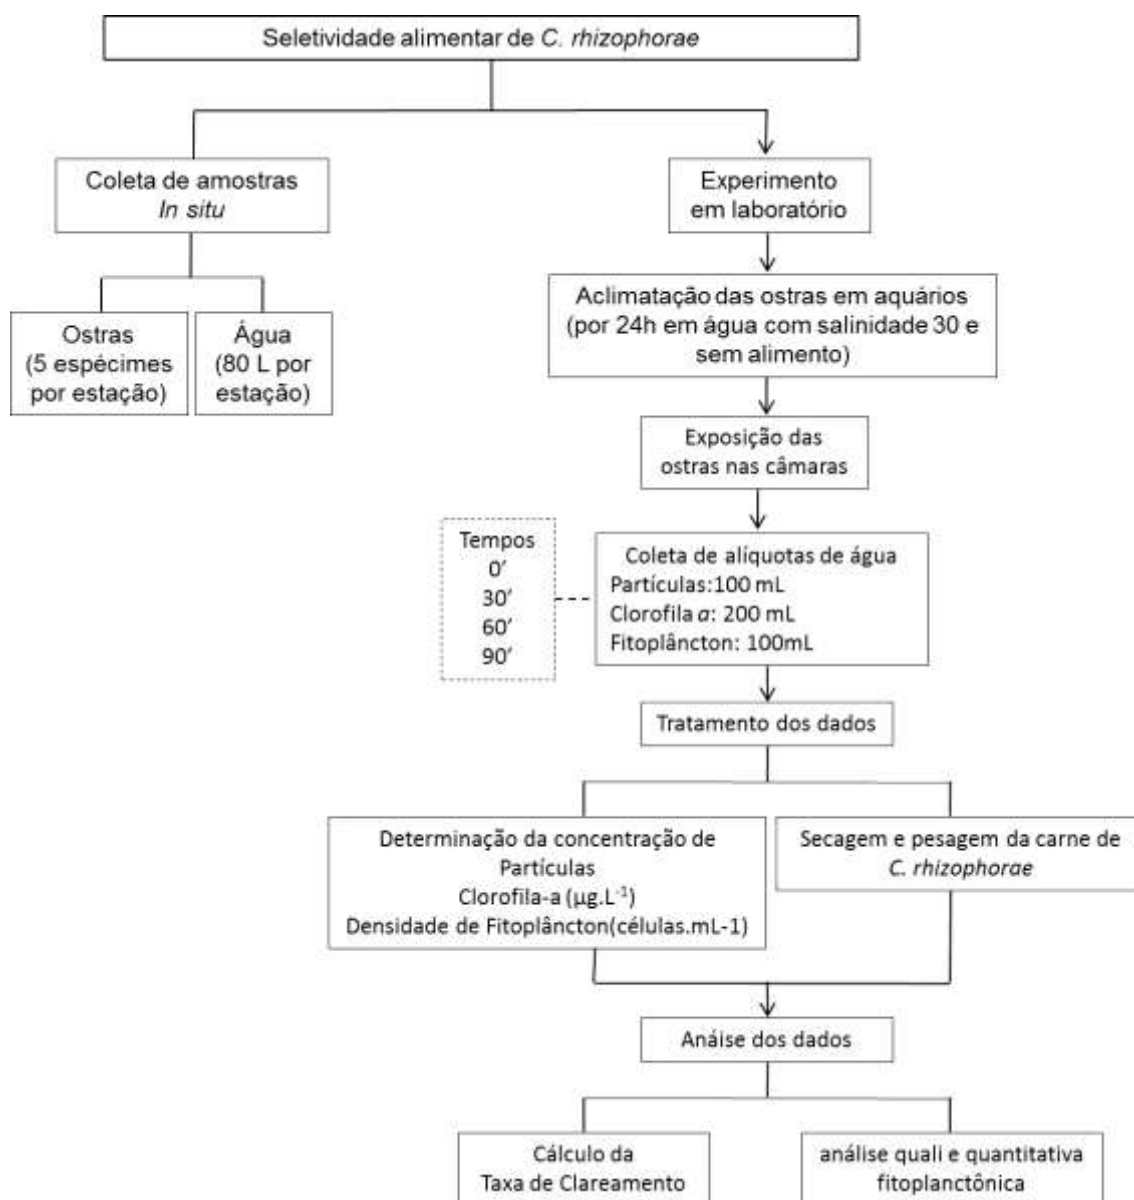 Seletividade alimentar de C. rhizophorae
Coleta de amostras
In situ
Experimento
em laboratório
Ostras
(5 espécimes
por estação)
Água
(80 L por
estação)
Aclimatação das ostras em aquários
(por 24h em água com salinidade 30 e
sem alimento)
Exposição das
ostras nas câmaras
Tempos
0’
30’
60’
90’
Coleta de alíquotas de água
Partículas:100 mL
Clorofila a: 200 mL
Fitoplâncton: 100mL
Tratamento dos dados
Determinação da concentração de
Partículas
Clorofila-a (µg.L⁻¹)
Densidade de Fitoplâncton(células.mL-1)
Secagem e pesagem da carne de
C. rhizophorae
Anáise dos dados
Cálculo da
Taxa de Clareamento
análise quali e quantitativa
fitoplanctônica